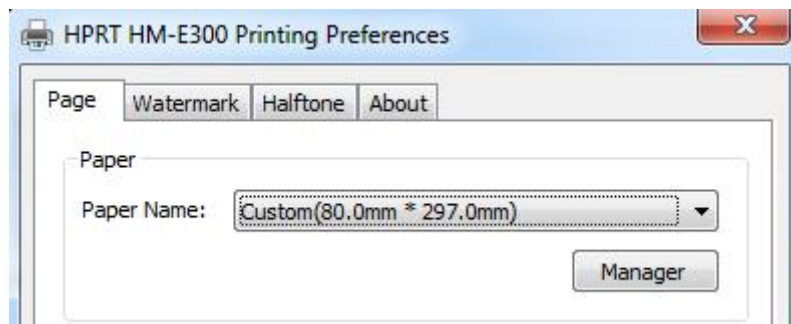 HPRT HM-E300 Printing Preferences
Page Watermark Halftone About
Paper
Paper Name: Custom(80.0mm * 297.0mm)
Manager